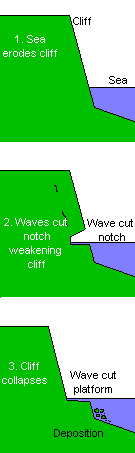 Cliff
1. Sea
erodes cliff
Sea
2. Waves cut
notch
weakening
cliff
Wave cut
notch
3. Cliff
collapses
Wave cut
platform
Deposition